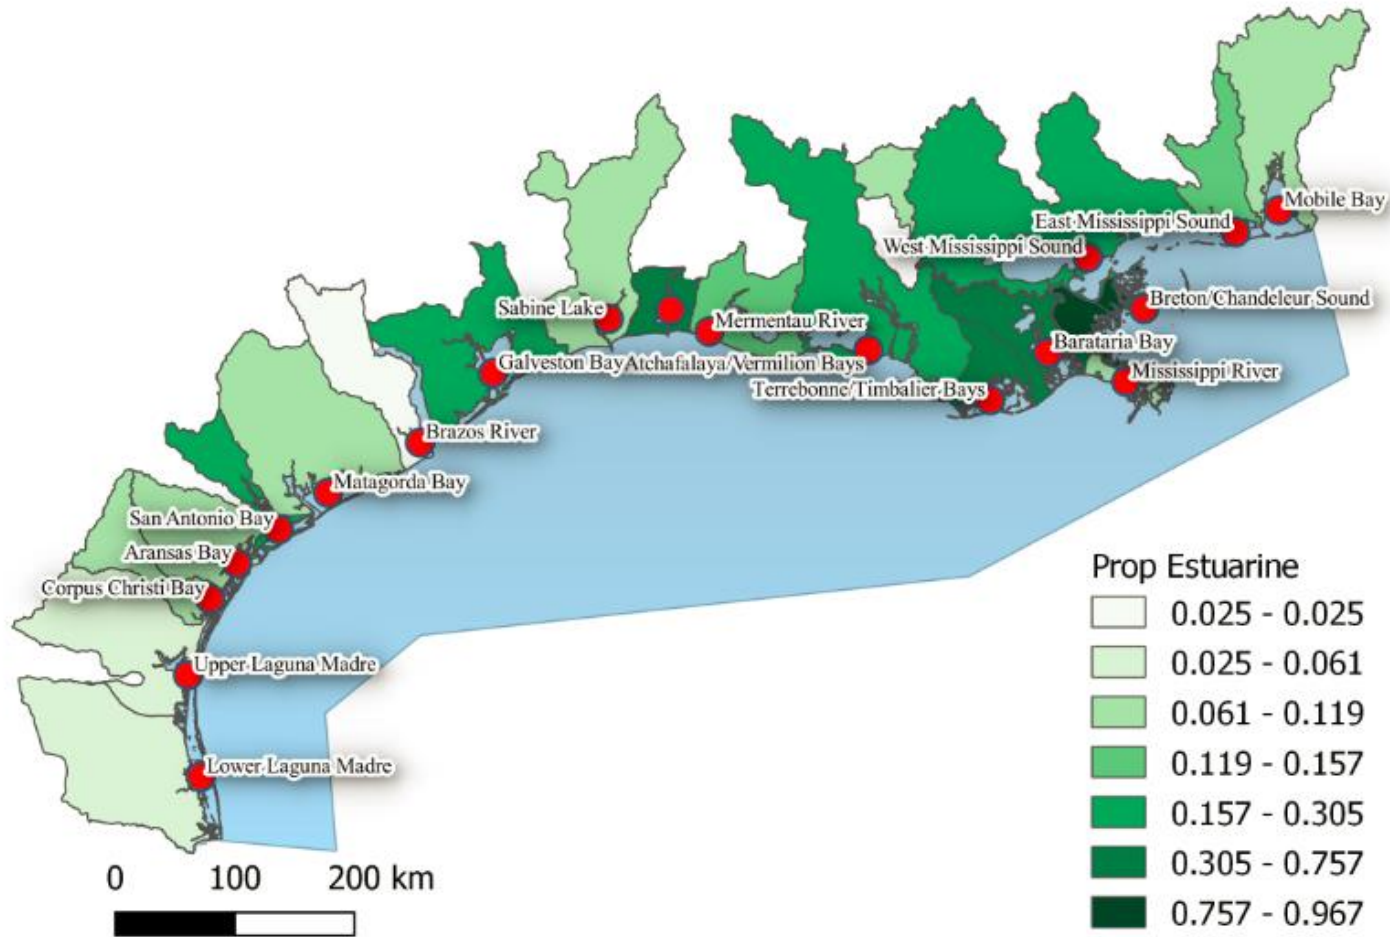 Mobile Bay
East Mississippi Sound
West Mississippi Sound
Breton/Chandeleur Sound
Sabine Lake
Mermentau River
Barataria Bay
Galveston Bay
Atchafalaya/Vermilion Bays
Mississippi River
Terrebonne/Timbalier Bays
Brazos River
Matagorda Bay
San Antonio Bay
Aransas Bay
Corpus Christi Bay
Upper Laguna Madre
Lower Laguna Madre
Prop Estuarine
0.025 - 0.025
0.025 - 0.061
0.061 - 0.119
0.119 - 0.157
0.157 - 0.305
0.305 - 0.757
0.757 - 0.967
0 100 200 km